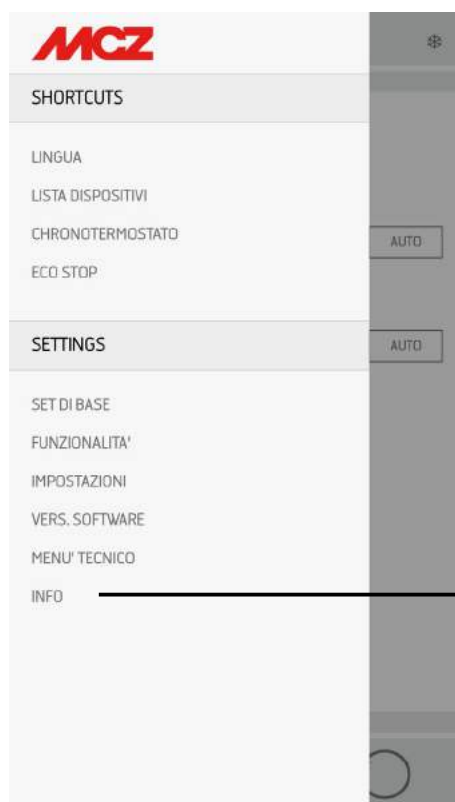 MCZ
SHORTCUTS
LINGUA
LISTA DISPOSITIVI
CHRONOTERMOSTATO
AUTO
ECO STOP
SETTINGS
AUTO
SET DI BASE
FUNZIONALITA'
IMPOSTAZIONI
VERS. SOFTWARE
MENU' TECNICO
INFO